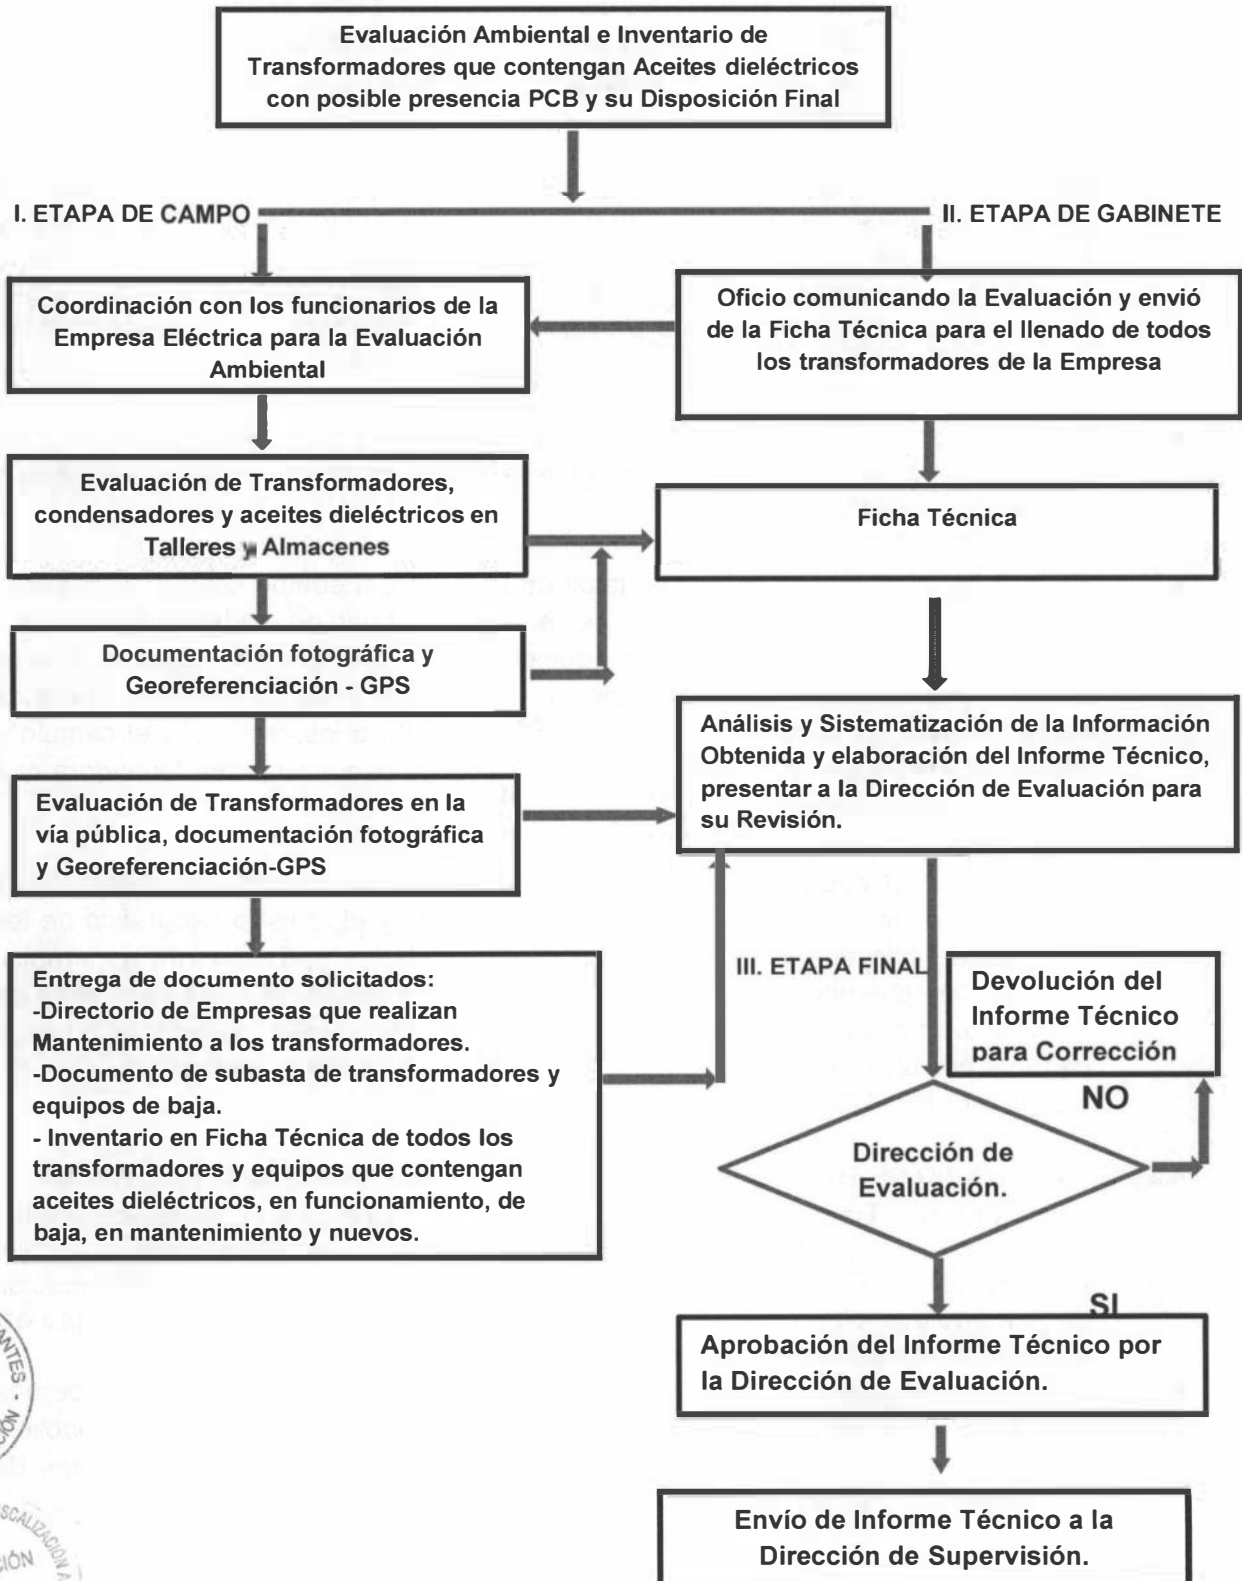 Evaluación Ambiental e Inventario de
Transformadores que contengan Aceites dieléctricos
con posible presencia PCB y su Disposición Final
I. ETAPA DE CAMPO
II. ETAPA DE GABINETE
Coordinación con los funcionarios de la
Empresa Eléctrica para la Evaluación
Ambiental
Oficio comunicando la Evaluación y envió
de la Ficha Técnica para el llenado de todos
los transformadores de la Empresa
Evaluación de Transformadores,
condensadores y aceites dieléctricos en
Talleres y Almacenes
Ficha Técnica
Documentación fotográfica y
Georeferenciación - GPS
Análisis y Sistematización de la Información
Obtenida y elaboración del Informe Técnico,
presentar a la Dirección de Evaluación para
su Revisión.
Evaluación de Transformadores en la
vía pública, documentación fotográfica
y Georeferenciación-GPS
Entrega de documento solicitados:
-Directorio de Empresas que realizan
Mantenimiento a los transformadores.
-Documento de subasta de transformadores y
equipos de baja.
- Inventario en Ficha Técnica de todos los
transformadores y equipos que contengan
aceites dieléctricos, en funcionamiento, de
baja, en mantenimiento y nuevos.
III. ETAPA FINAL
Devolución del
Informe Técnico
para Corrección
NO
Dirección de
Evaluación.
SI
Aprobación del Informe Técnico por
la Dirección de Evaluación.
Envío de Informe Técnico a la
Dirección de Supervisión.